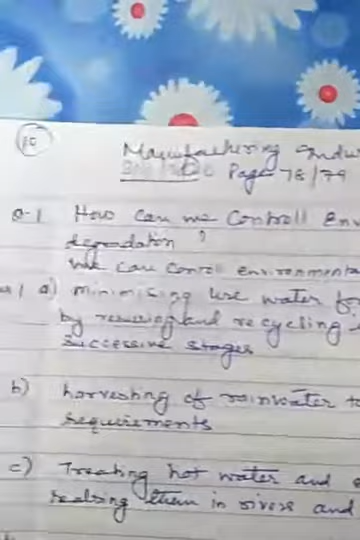 10
Manufacturing Indu
Page 78/79
Q-1 How can we Controll Env
degradation ?
we can controll environmenta
a) minimising use water fo
by reusing and recycling
successive stages
b) harvesting of rainwater to
requirements
c) Treating hot water and e
them in rivers and